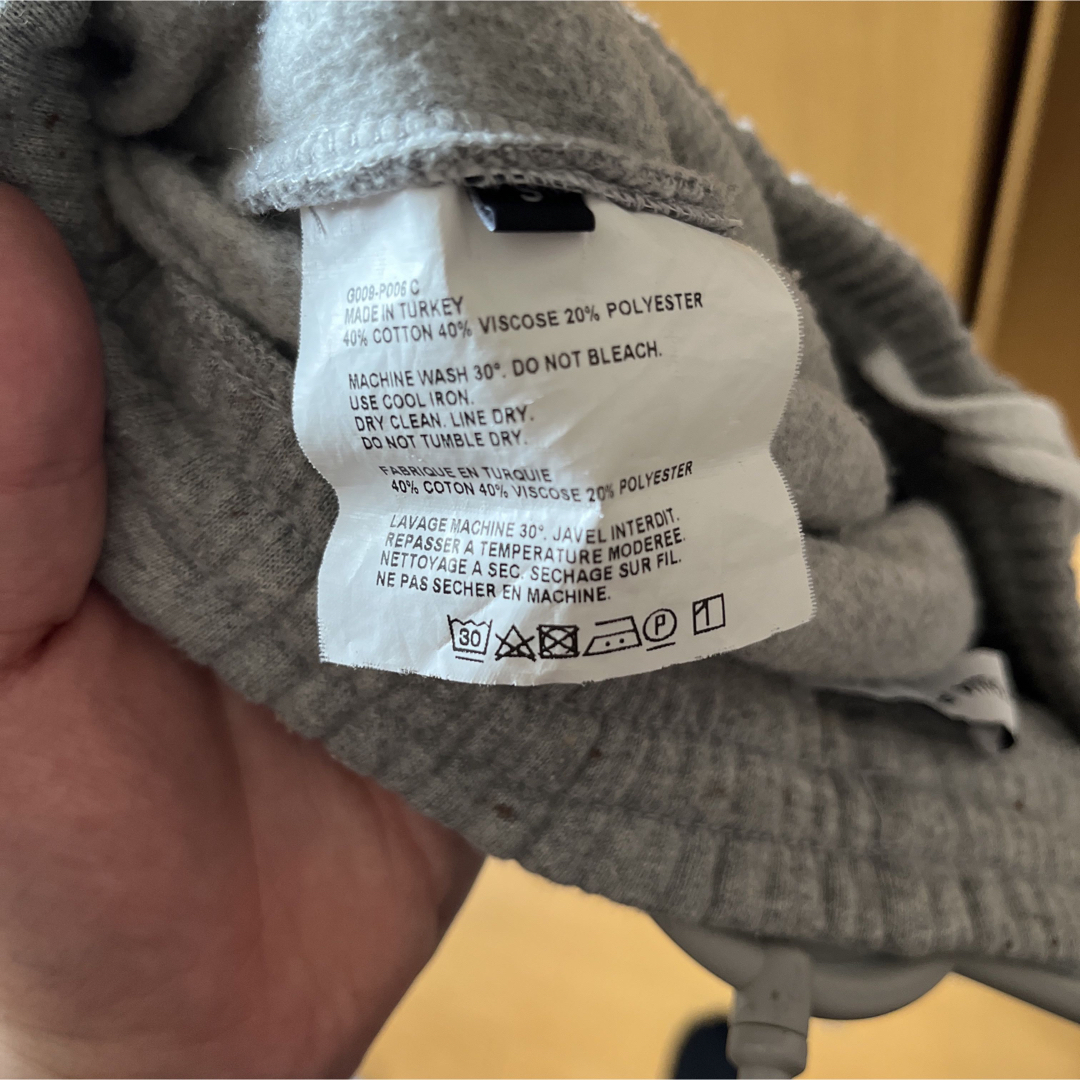 S
G009-P006 C
MADE IN TURKEY
40% COTTON 40% VISCOSE 20% POLYESTER
MACHINE WASH 30°. DO NOT BLEACH.
USE COOL IRON.
DRY CLEAN. LINE DRY.
DO NOT TUMBLE DRY.
FABRIQUE EN TURQUIE
40% COTON 40% VISCOSE 20% POLYESTER
LAVAGE MACHINE 30°. JAVEL INTERDIT.
REPASSER A TEMPERATURE MODEREE.
NETTOYAGE A SEC. SECHAGE SUR FIL.
NE PAS SECHER EN MACHINE.
30 P